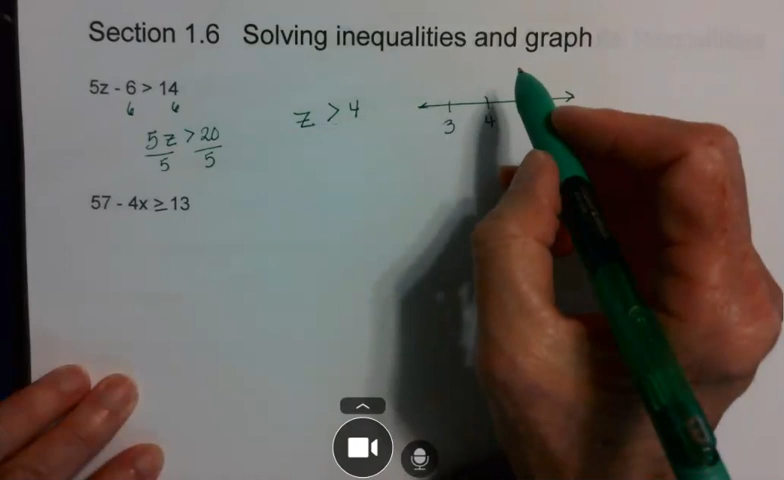 Section 1.6 Solving inequalities and graph
5z - 6 > 14
6 6
5z > 20
5 5
z > 4
3 4
57 - 4x ≥ 13